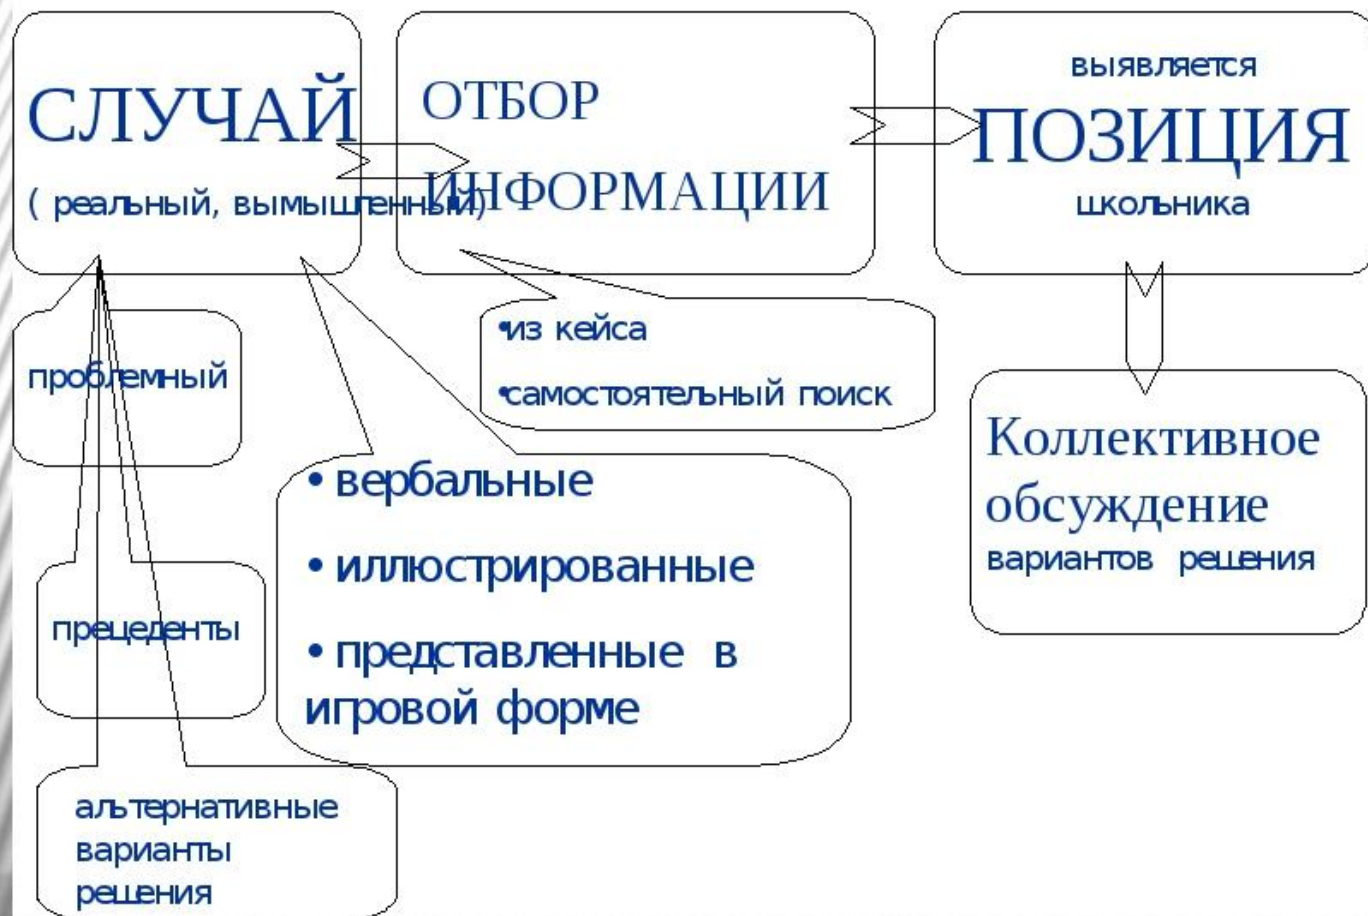 СЛУЧАЙ
( реальный, вымышленный)
ОТБОР
ИНФОРМАЦИИ
выявляется
ПОЗИЦИЯ
школьника
проблемный
•из кейса
•самостоятельный поиск
• вербальные
• иллюстрированные
• представленные в
игровой форме
Коллективное
обсуждение
вариантов решения
прецеденты
альтернативные
варианты
решения